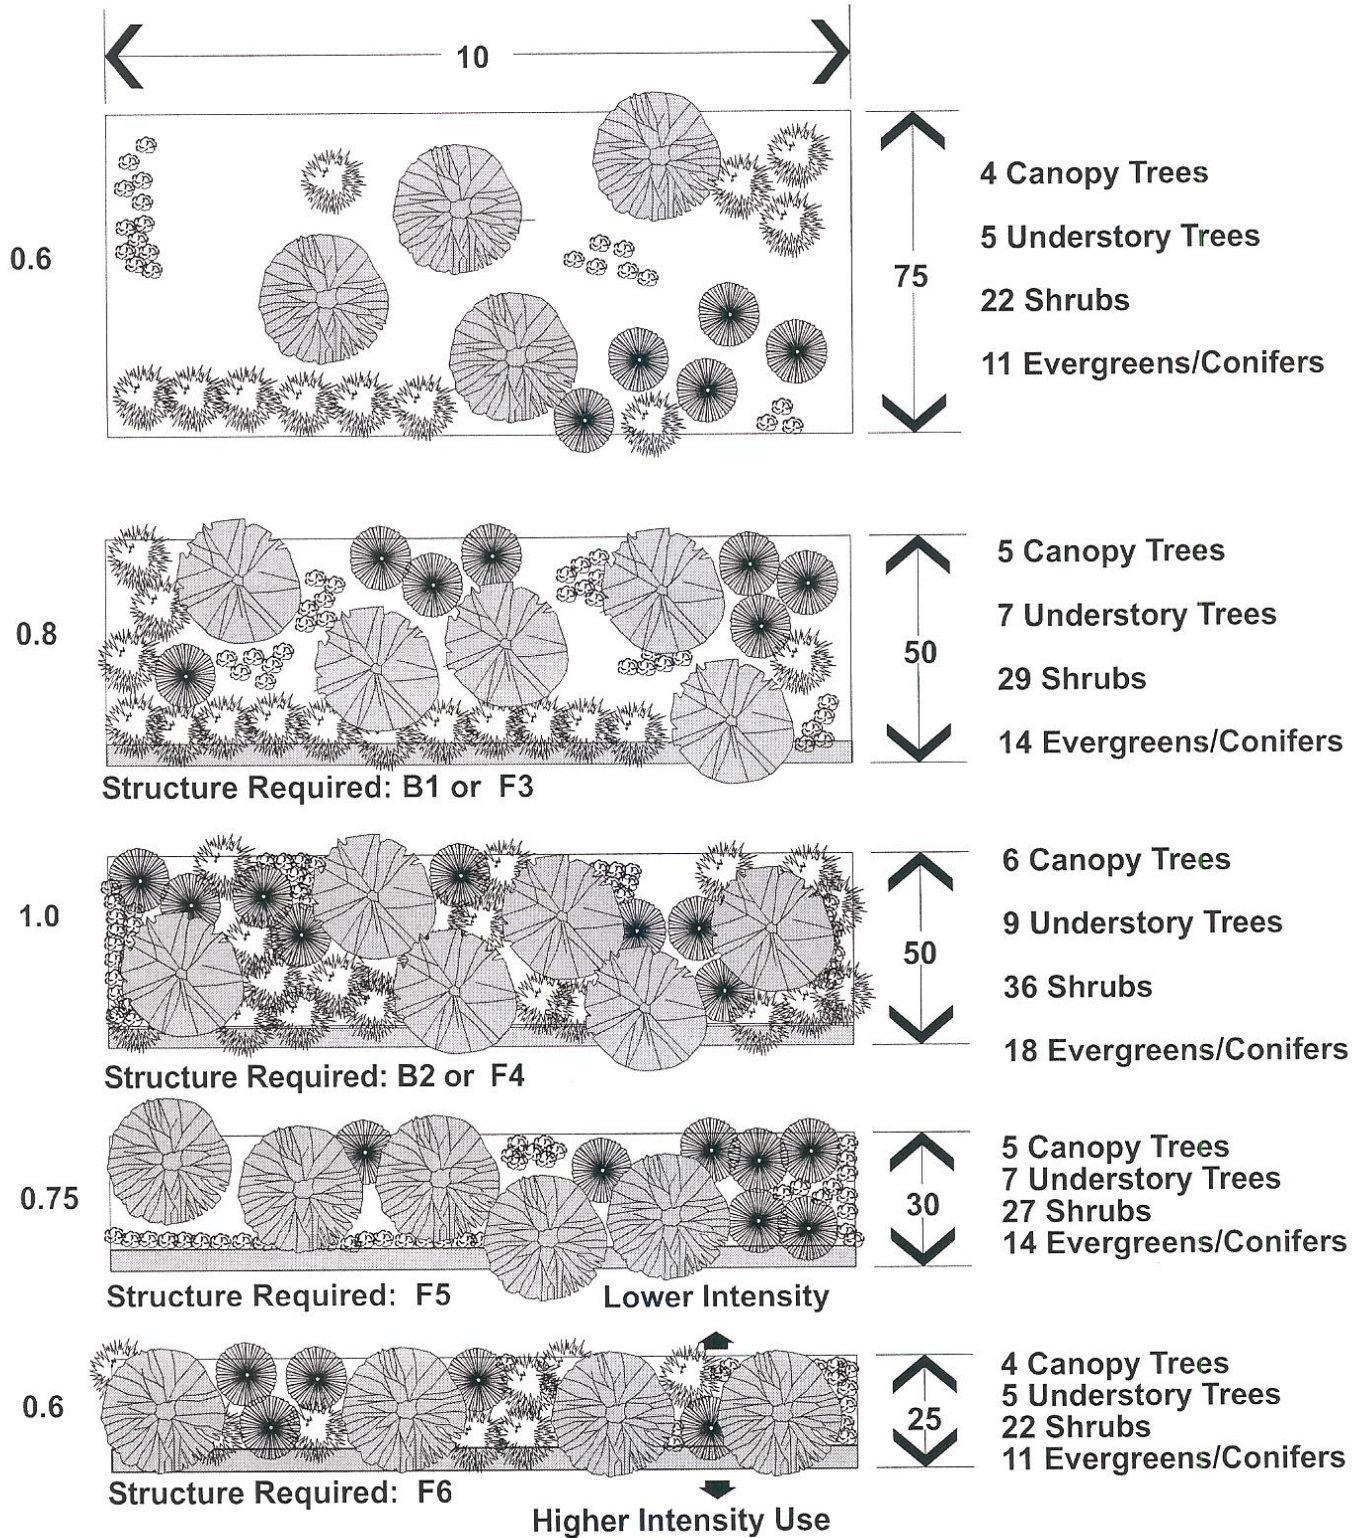 10
0.6
75
4 Canopy Trees
5 Understory Trees
22 Shrubs
11 Evergreens/Conifers
0.8
50
5 Canopy Trees
7 Understory Trees
29 Shrubs
14 Evergreens/Conifers
Structure Required: B1 or F3
1.0
50
6 Canopy Trees
9 Understory Trees
36 Shrubs
18 Evergreens/Conifers
Structure Required: B2 or F4
0.75
30
5 Canopy Trees
7 Understory Trees
27 Shrubs
14 Evergreens/Conifers
Structure Required: F5
Lower Intensity
0.6
25
4 Canopy Trees
5 Understory Trees
22 Shrubs
11 Evergreens/Conifers
Structure Required: F6
Higher Intensity Use